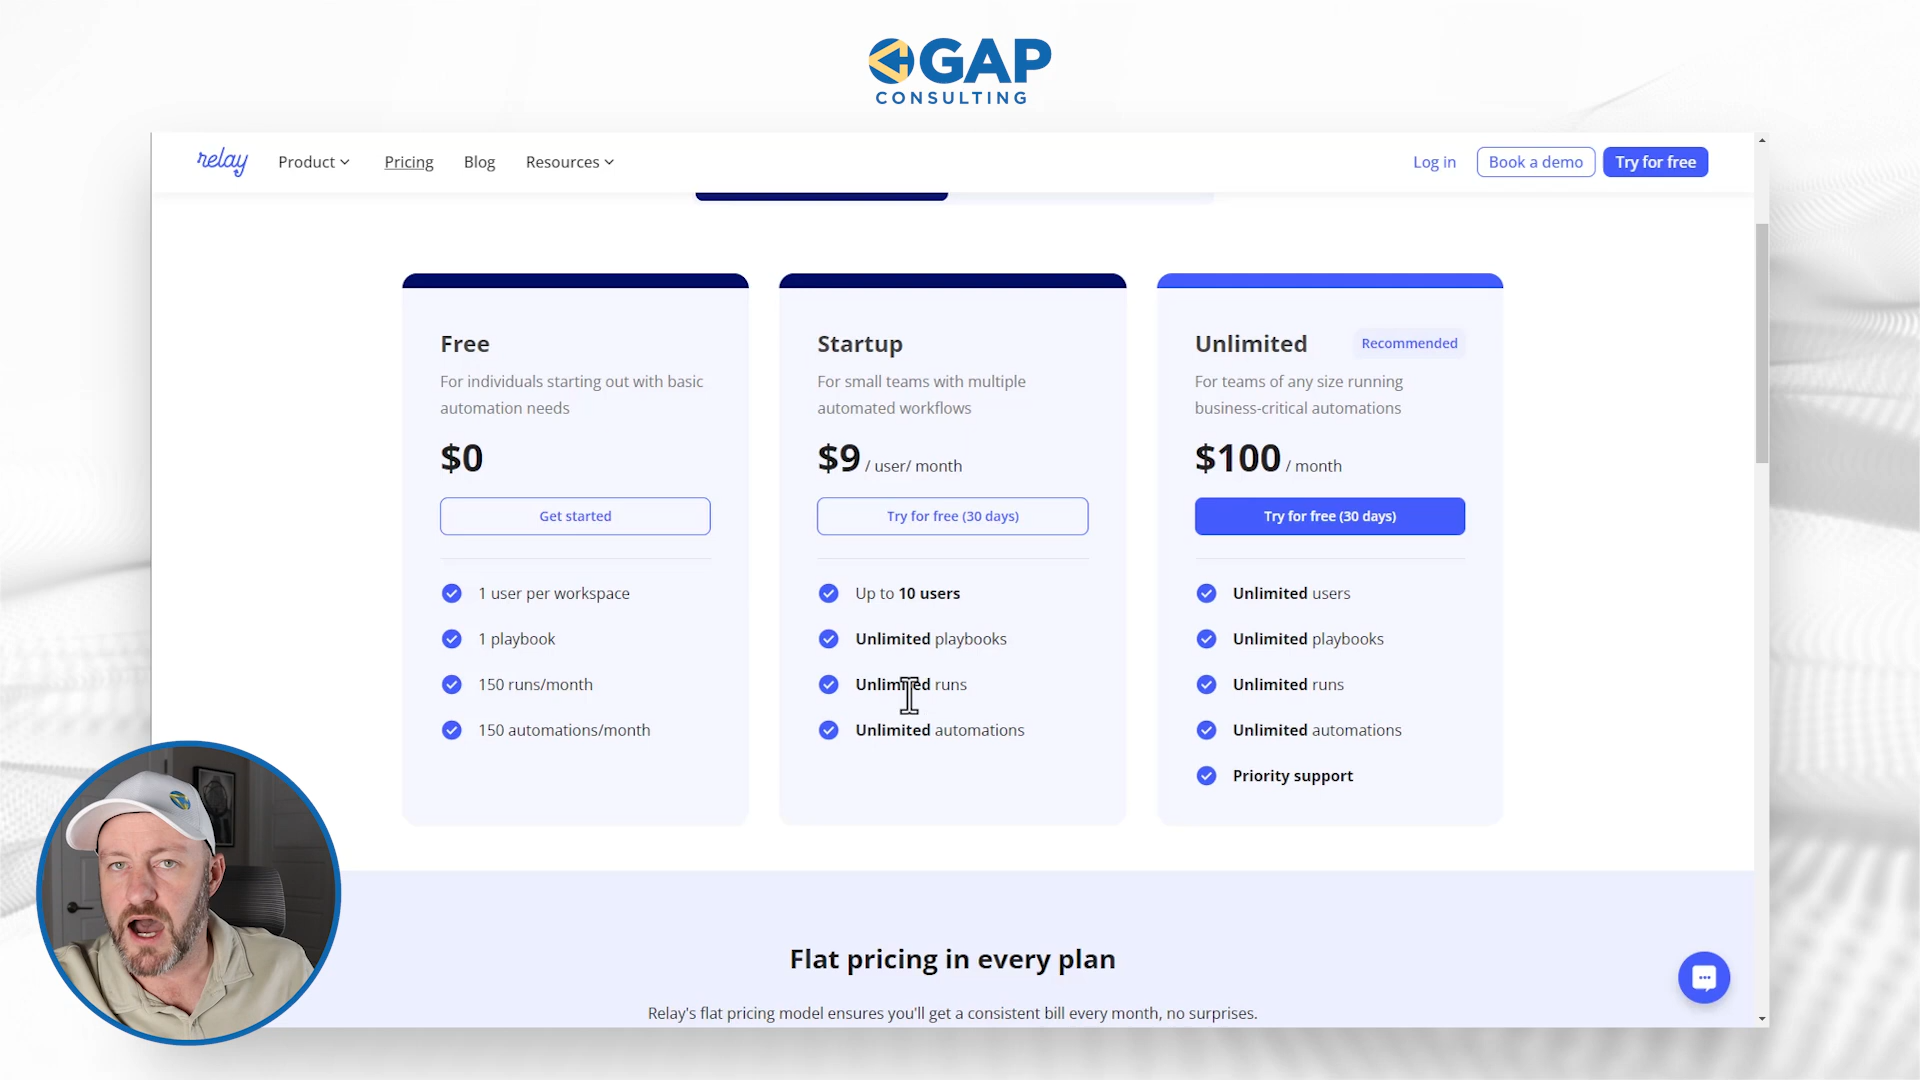 GAP
CONSULTING
relay
Product
Pricing
Blog
Resources
Log in
Book a demo
Try for free
Free
For individuals starting out with basic
automation needs
$0
Get started
1 user per workspace
1 playbook
150 runs/month
150 automations/month
Startup
For small teams with multiple
automated workflows
$9 / user/ month
Try for free (30 days)
Up to 10 users
Unlimited playbooks
Unlimited runs
Unlimited automations
Unlimited
Recommended
For teams of any size running
business-critical automations
$100 / month
Try for free (30 days)
Unlimited users
Unlimited playbooks
Unlimited runs
Unlimited automations
Priority support
Flat pricing in every plan
Relay's flat pricing model ensures you'll get a consistent bill every month, no surprises.